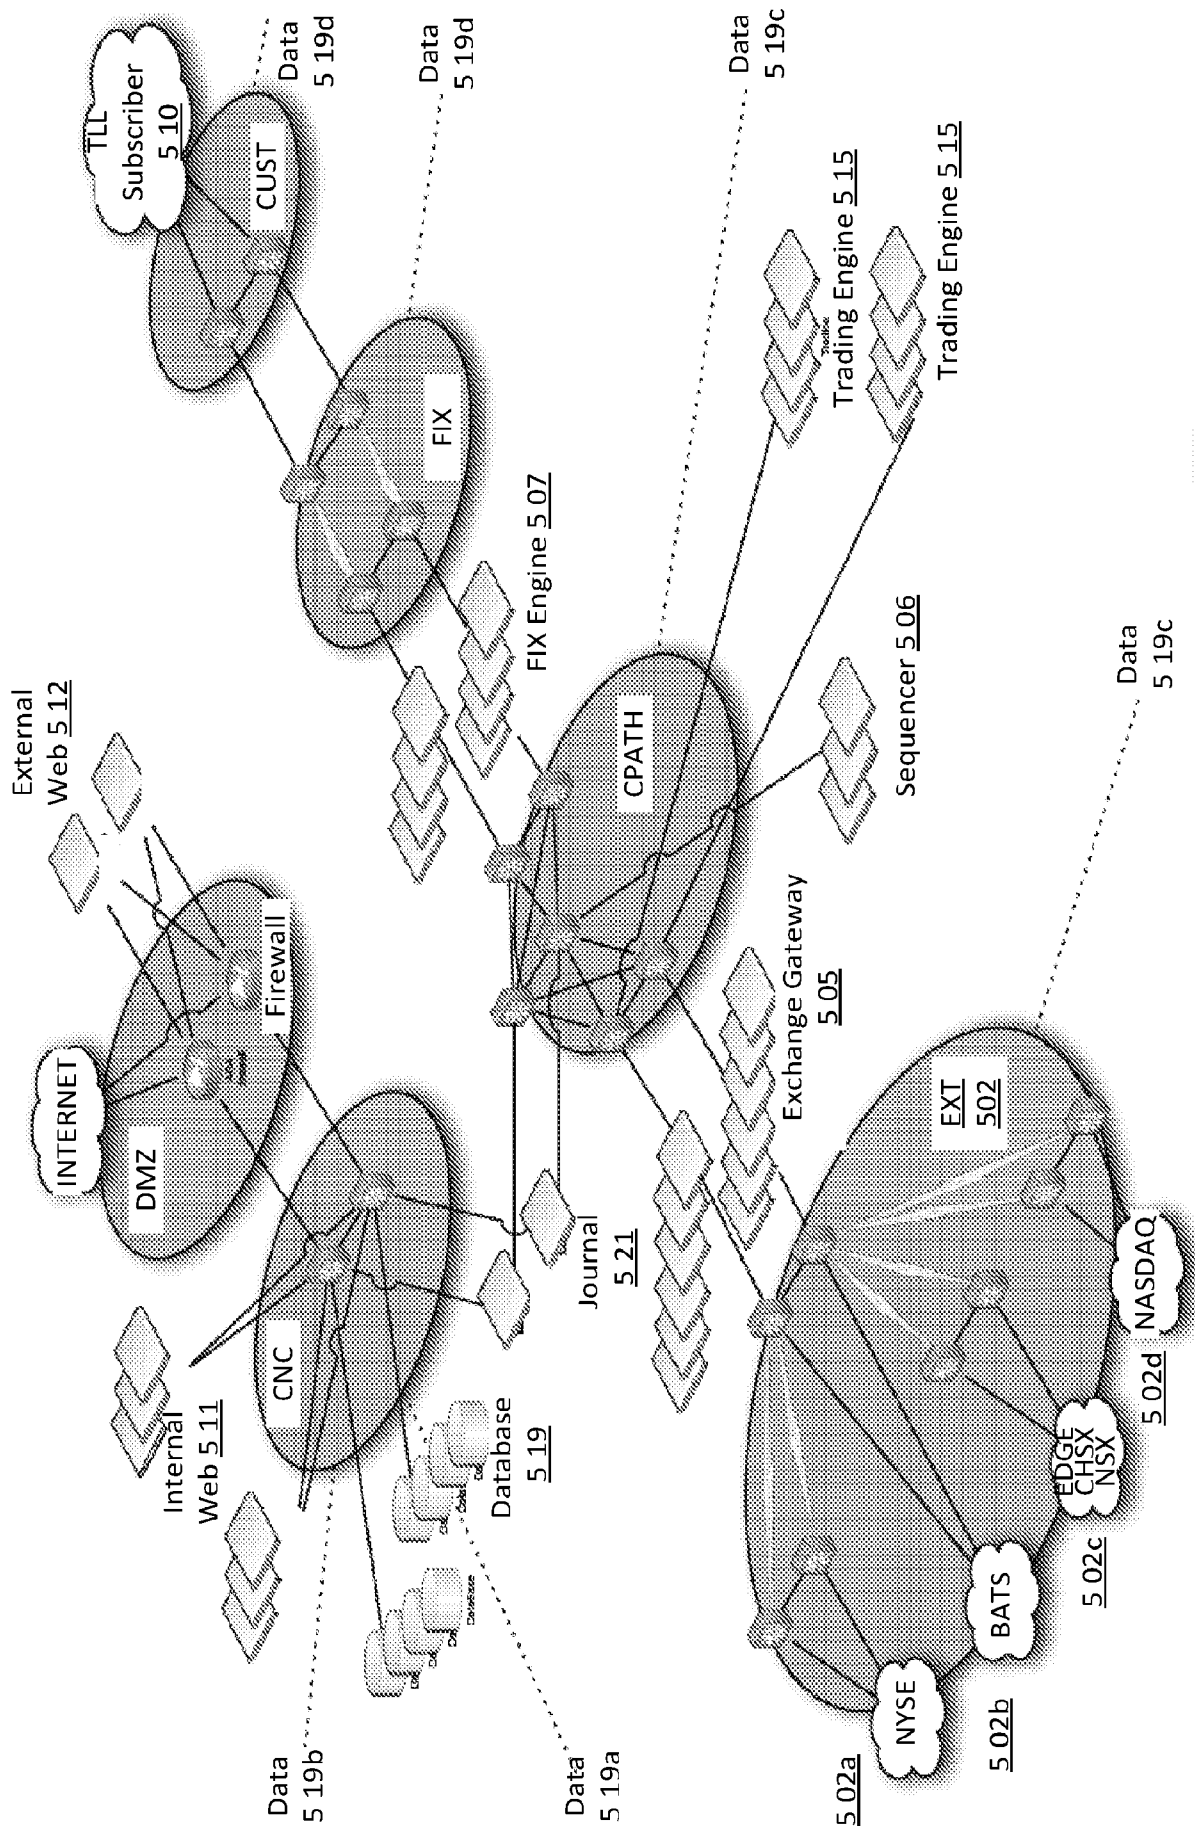 TLL
Subscriber
5 10
CUST
Data
5 19d
Data
5 19d
FIX
FIX Engine 5 07
Data
5 19c
Trading Engine 5 15
Trading Engine 5 15
External
Web 5 12
INTERNET
DMZ
Firewall
CPATH
Sequencer 5 06
Data
5 19c
Exchange Gateway
5 05
Internal
Web 5 11
CNC
Journal
5 21
Database
5 19
DataBase
Data
5 19b
Data
5 19a
EXT
502
NYSE
5 02a
BATS
5 02b
EDGE
CHSX
NSX
5 02c
NASDAQ
5 02d